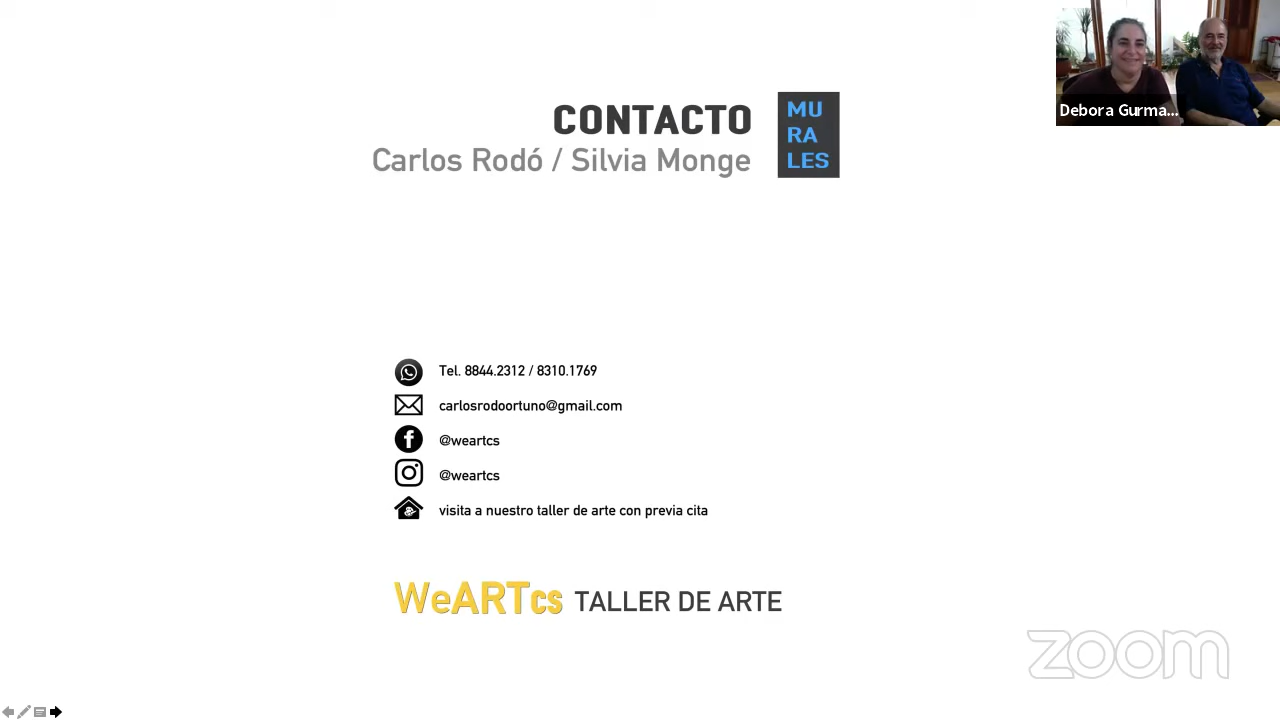 Debora Gurma...
CONTACTO
Carlos Rodó / Silvia Monge
MU
RA
LES
Tel. 8844.2312 / 8310.1769
carlosrodoortuno@gmail.com
@weartcs
@weartcs
visita a nuestro taller de arte con previa cita
WeARTcs TALLER DE ARTE
zoom